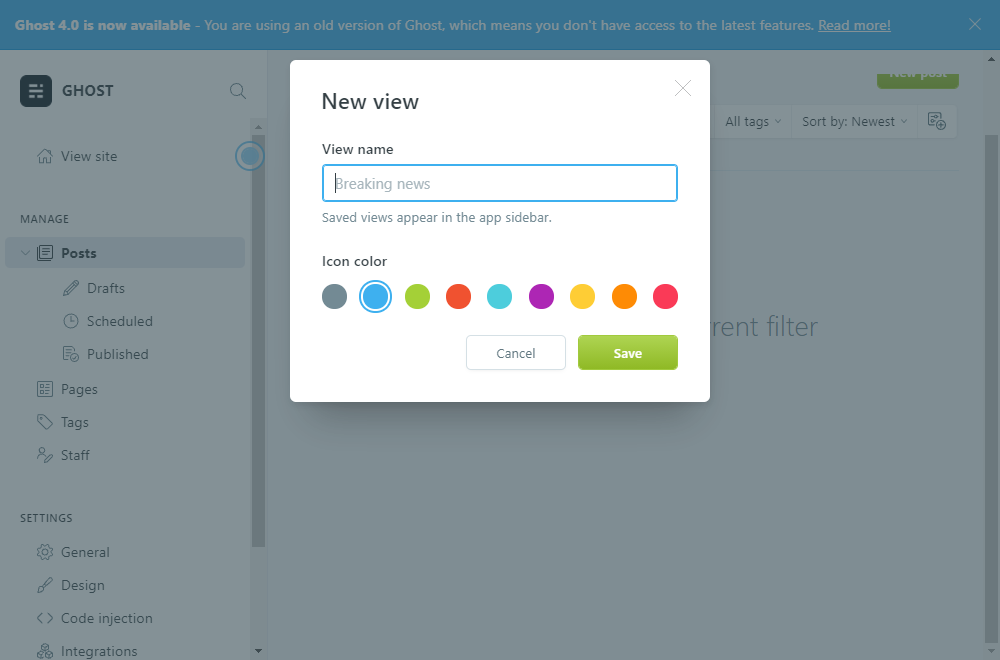 Ghost 4.0 is now available - You are using an old version of Ghost, which means you don't have access to the latest features. Read more!
GHOST
View site
MANAGE
Posts
Drafts
Scheduled
Published
Pages
Tags
Staff
SETTINGS
General
Design
Code injection
Integrations
New post
All tags
Sort by: Newest
filter
New view
View name
Breaking news
Saved views appear in the app sidebar.
Icon color
Cancel
Save